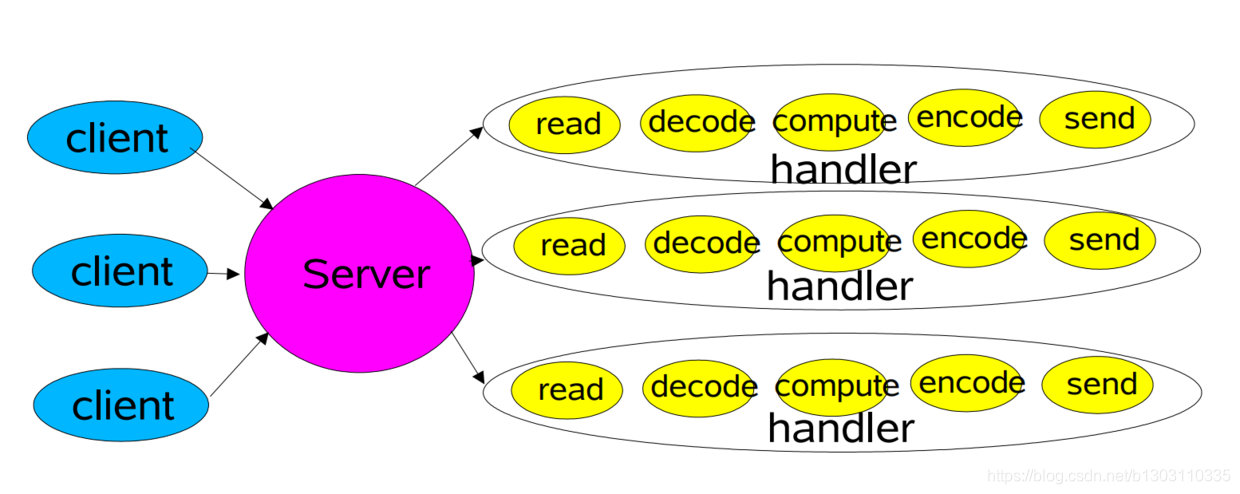 client
client
client
Server
read decode compute encode send
handler
read decode compute encode send
handler
read decode compute encode send
handler
https://blog.csdn.net/b1303110335